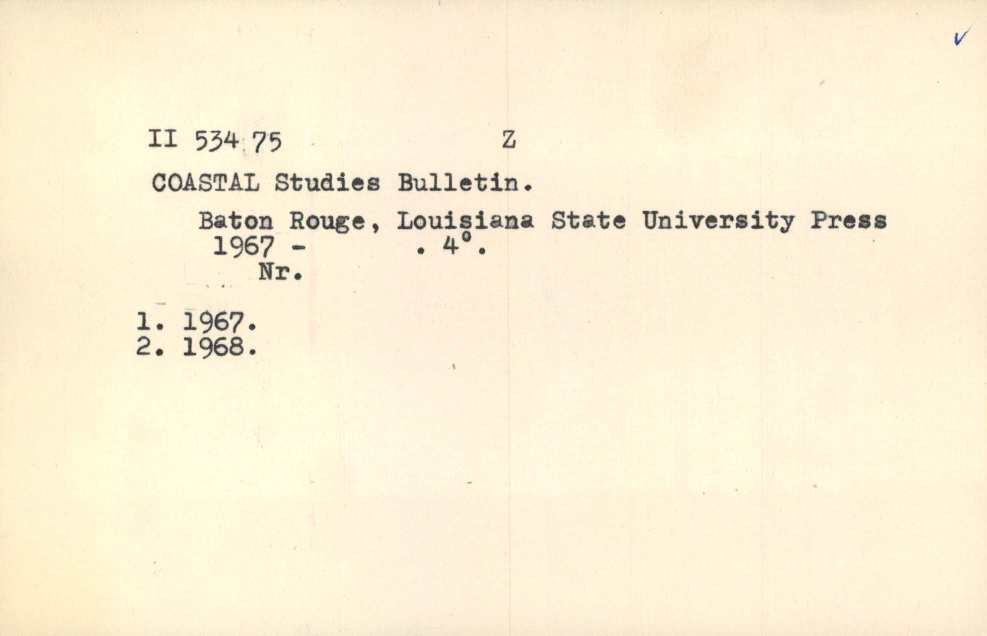 II 534 75 Z
COASTAL Studies Bulletin.
Baton Rouge, Louisiana State University Press
1967 - . 4°.
Nr.
1. 1967.
2. 1968.